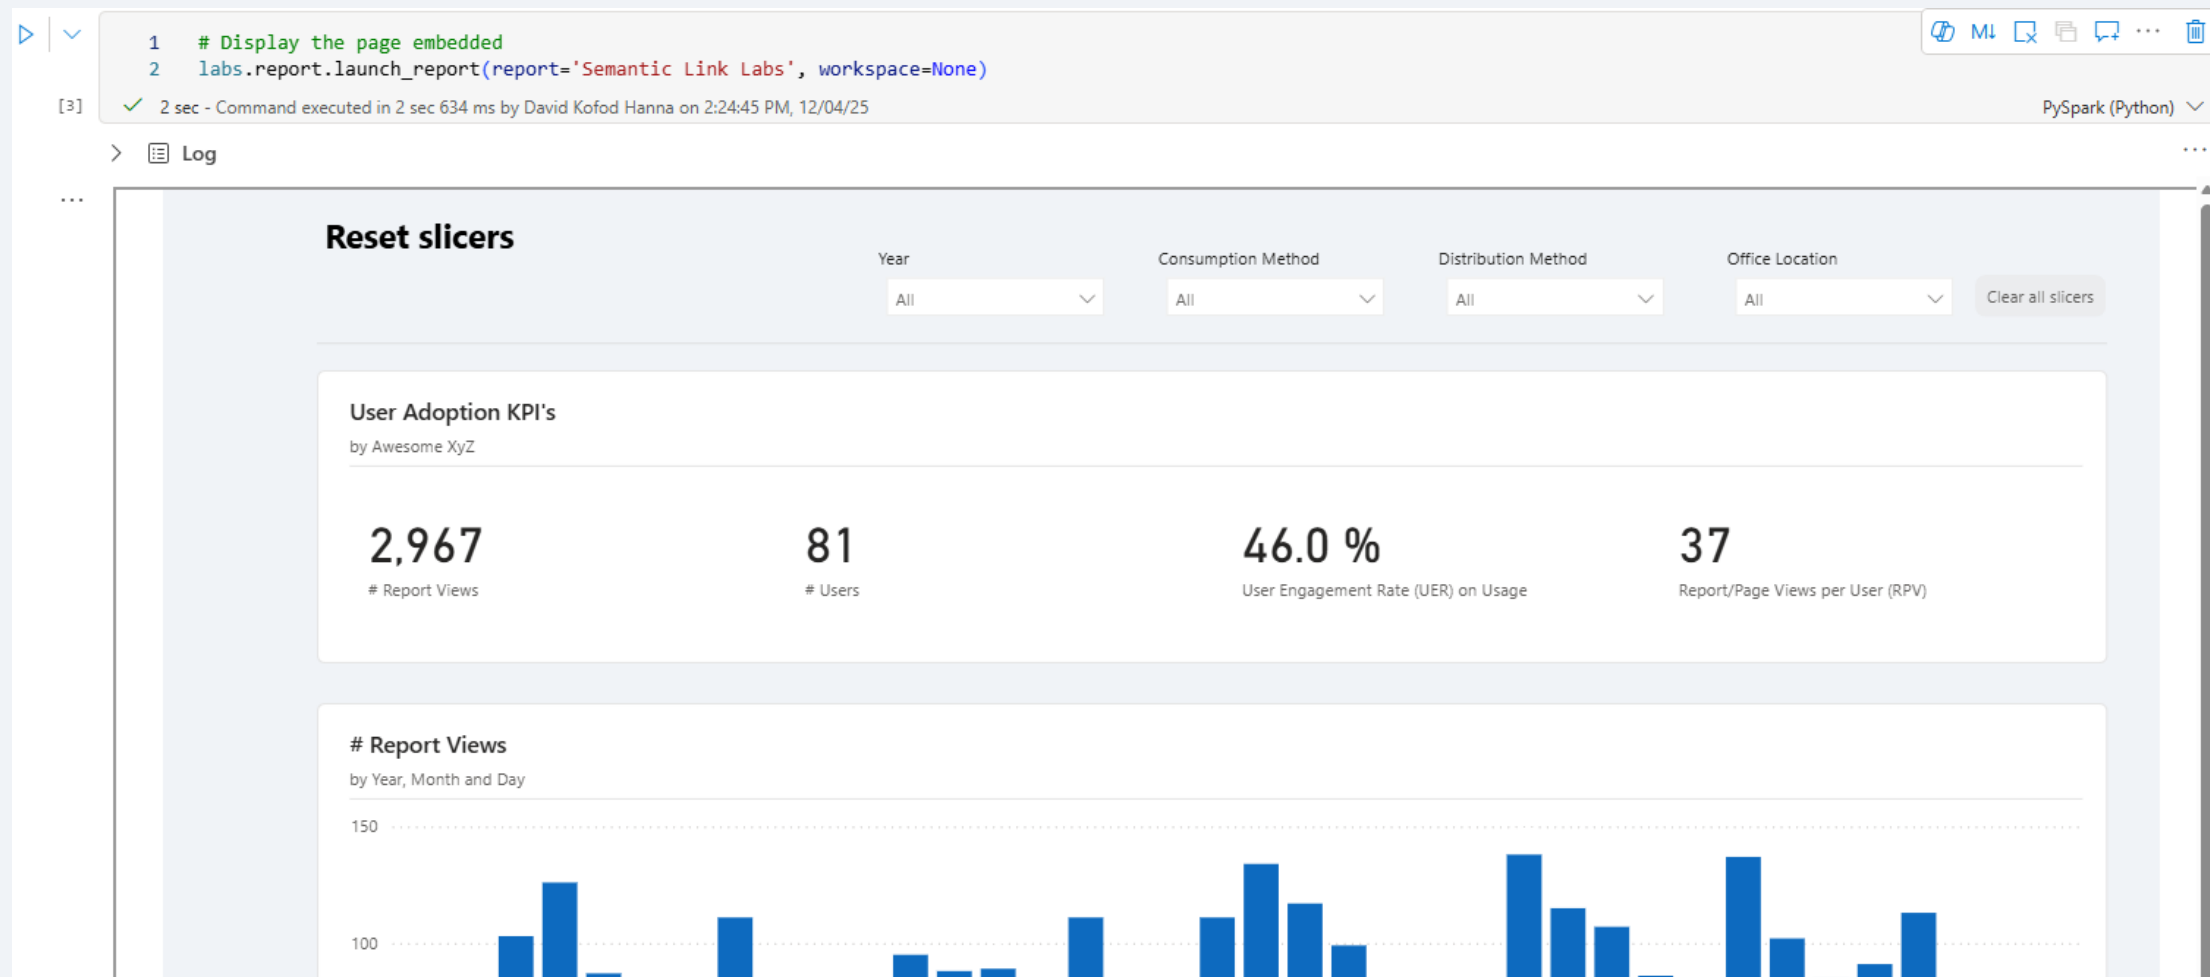 1 # Display the page embedded
2 labs.report.launch_report(report='Semantic Link Labs', workspace=None)
M↓
[3] 2 sec - Command executed in 2 sec 634 ms by David Kofod Hanna on 2:24:45 PM, 12/04/25 PySpark (Python)
Log
Reset slicers
Year Consumption Method Distribution Method Office Location
All All All All Clear all slicers
User Adoption KPI's
by Awesome XyZ
2,967 81 46.0 % 37
# Report Views # Users User Engagement Rate (UER) on Usage Report/Page Views per User (RPV)
# Report Views
by Year, Month and Day
150
100